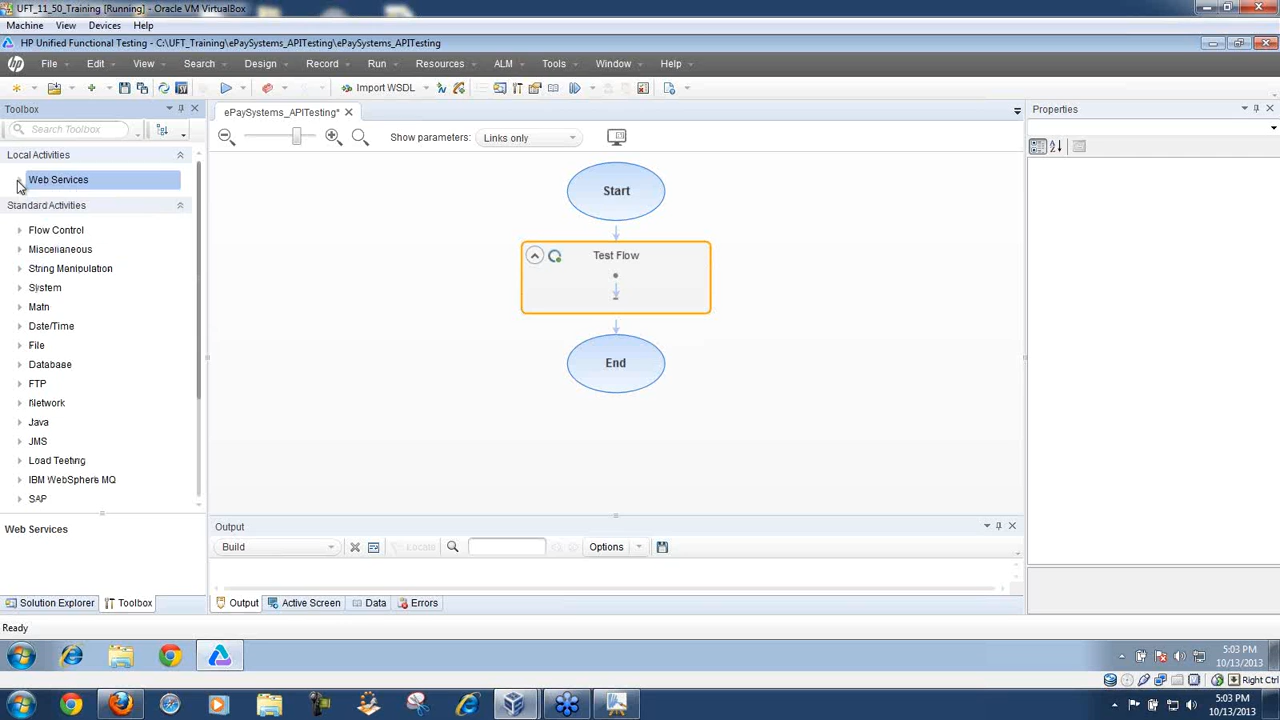 UFT_11_50_Training [Running] - Oracle VM VirtualBox
Machine View Devices Help
HP Unified Functional Testing - C:\UFT_Training\ePaySystems_APITesting\ePaySystems_APITesting
hp File Edit View Search Design Record Run Resources ALM Tools Window Help
Import WSDL
Toolbox
ePaySystems_APITesting*
Properties
Search Toolbox
Show parameters: Links only
Local Activities
Web Services
Standard Activities
Flow Control
Miscellaneous
String Manipulation
System
Math
Date/Time
File
Database
FTP
Network
Java
JMS
Load Testing
IBM WebSphere MQ
SAP
Start
Test Flow
End
Web Services
Output
Build
Locate
Options
Solution Explorer
Toolbox
Output
Active Screen
Data
Errors
Ready
5:03 PM
10/13/2013
Right Ctrl
5:03 PM
10/13/2013